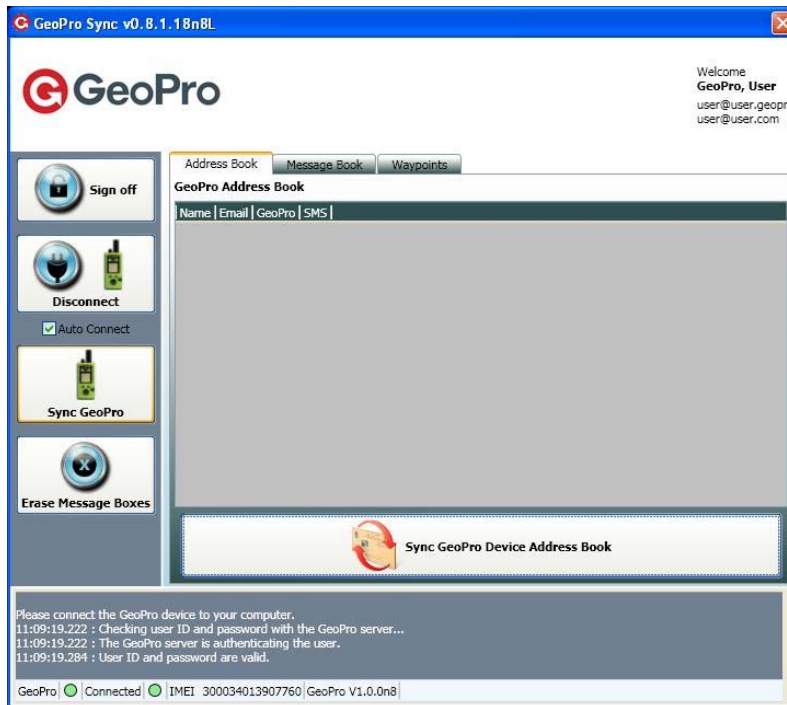 GeoPro Sync v0.8.1.18n8L
GeoPro
Welcome
GeoPro, User
user@user.geopr
user@user.com
Sign off
Disconnect
Auto Connect
Sync GeoPro
Erase Message Boxes
Address Book Message Book Waypoints
GeoPro Address Book
Name Email GeoPro SMS
Sync GeoPro Device Address Book
Please connect the GeoPro device to your computer.
11:09:19.222 : Checking user ID and password with the GeoPro server...
11:09:19.222 : The GeoPro server is authenticating the user.
11:09:19.284 : User ID and password are valid.
GeoPro Connected IMEI 300034013907760 GeoPro V1.0.0n8